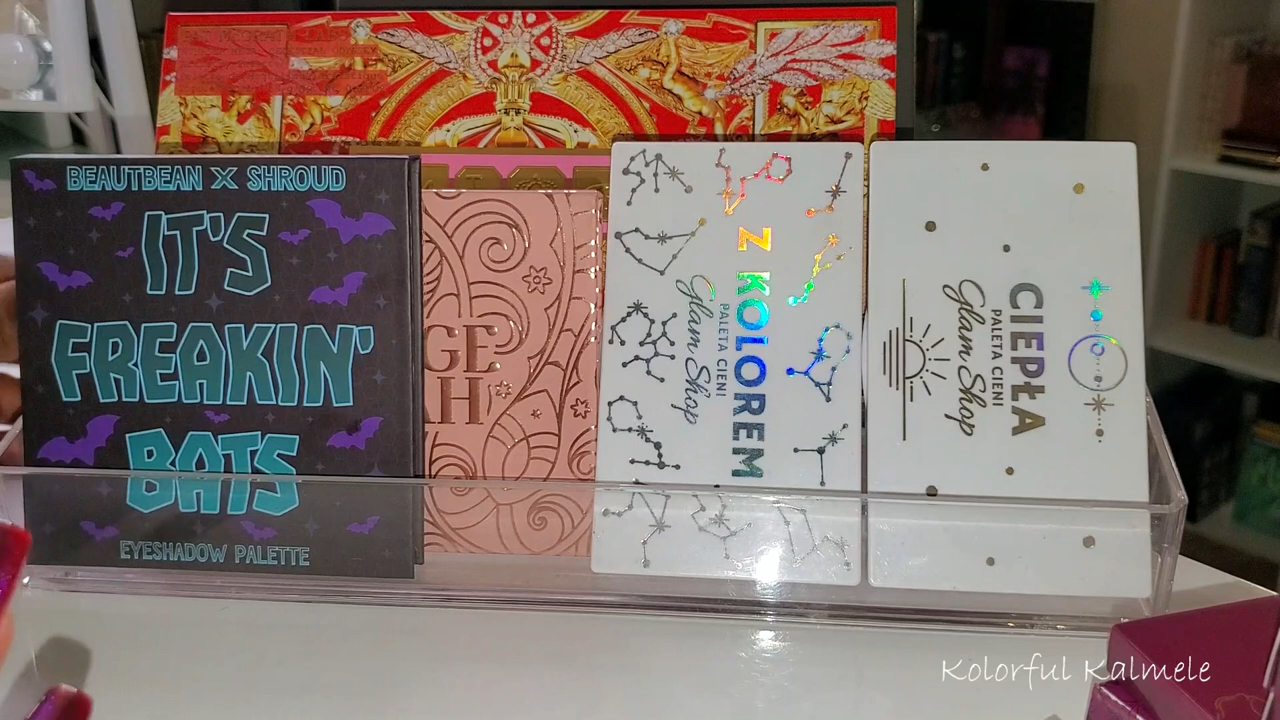 BEAUTBEAN X SHROUD
IT'S
FREAKIN'
BATS
EYESHADOW PALETTE
Z KOLOREM
PALETA CIENI
Glam Shop
CIEPŁA
PALETA CIENI
Glam Shop
Kolorful Kalmele